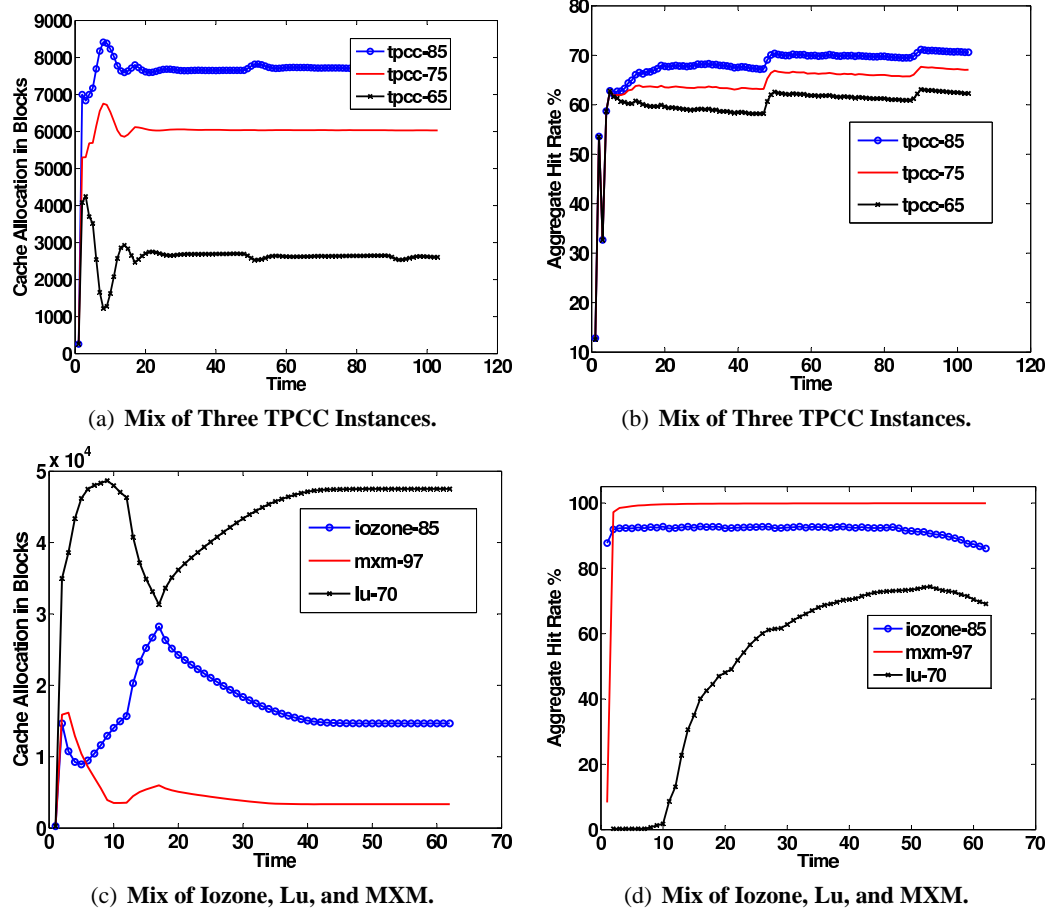 9000
8000
7000
6000
5000
4000
3000
2000
1000
0
0 20 40 60 80 100 120
Cache Allocation in Blocks
Time
tpcc-85
tpcc-75
tpcc-65
(a) Mix of Three TPCC Instances.
80
70
60
50
40
30
20
10
0 20 40 60 80 100 120
Aggregate Hit Rate %
Time
tpcc-85
tpcc-75
tpcc-65
(b) Mix of Three TPCC Instances.
5 x 10^4
4
3
2
1
0
0 10 20 30 40 50 60 70
Cache Allocation in Blocks
Time
iozone-85
mxm-97
lu-70
(c) Mix of Iozone, Lu, and MXM.
100
80
60
40
20
0
0 10 20 30 40 50 60 70
Aggregate Hit Rate %
Time
iozone-85
mxm-97
lu-70
(d) Mix of Iozone, Lu, and MXM.